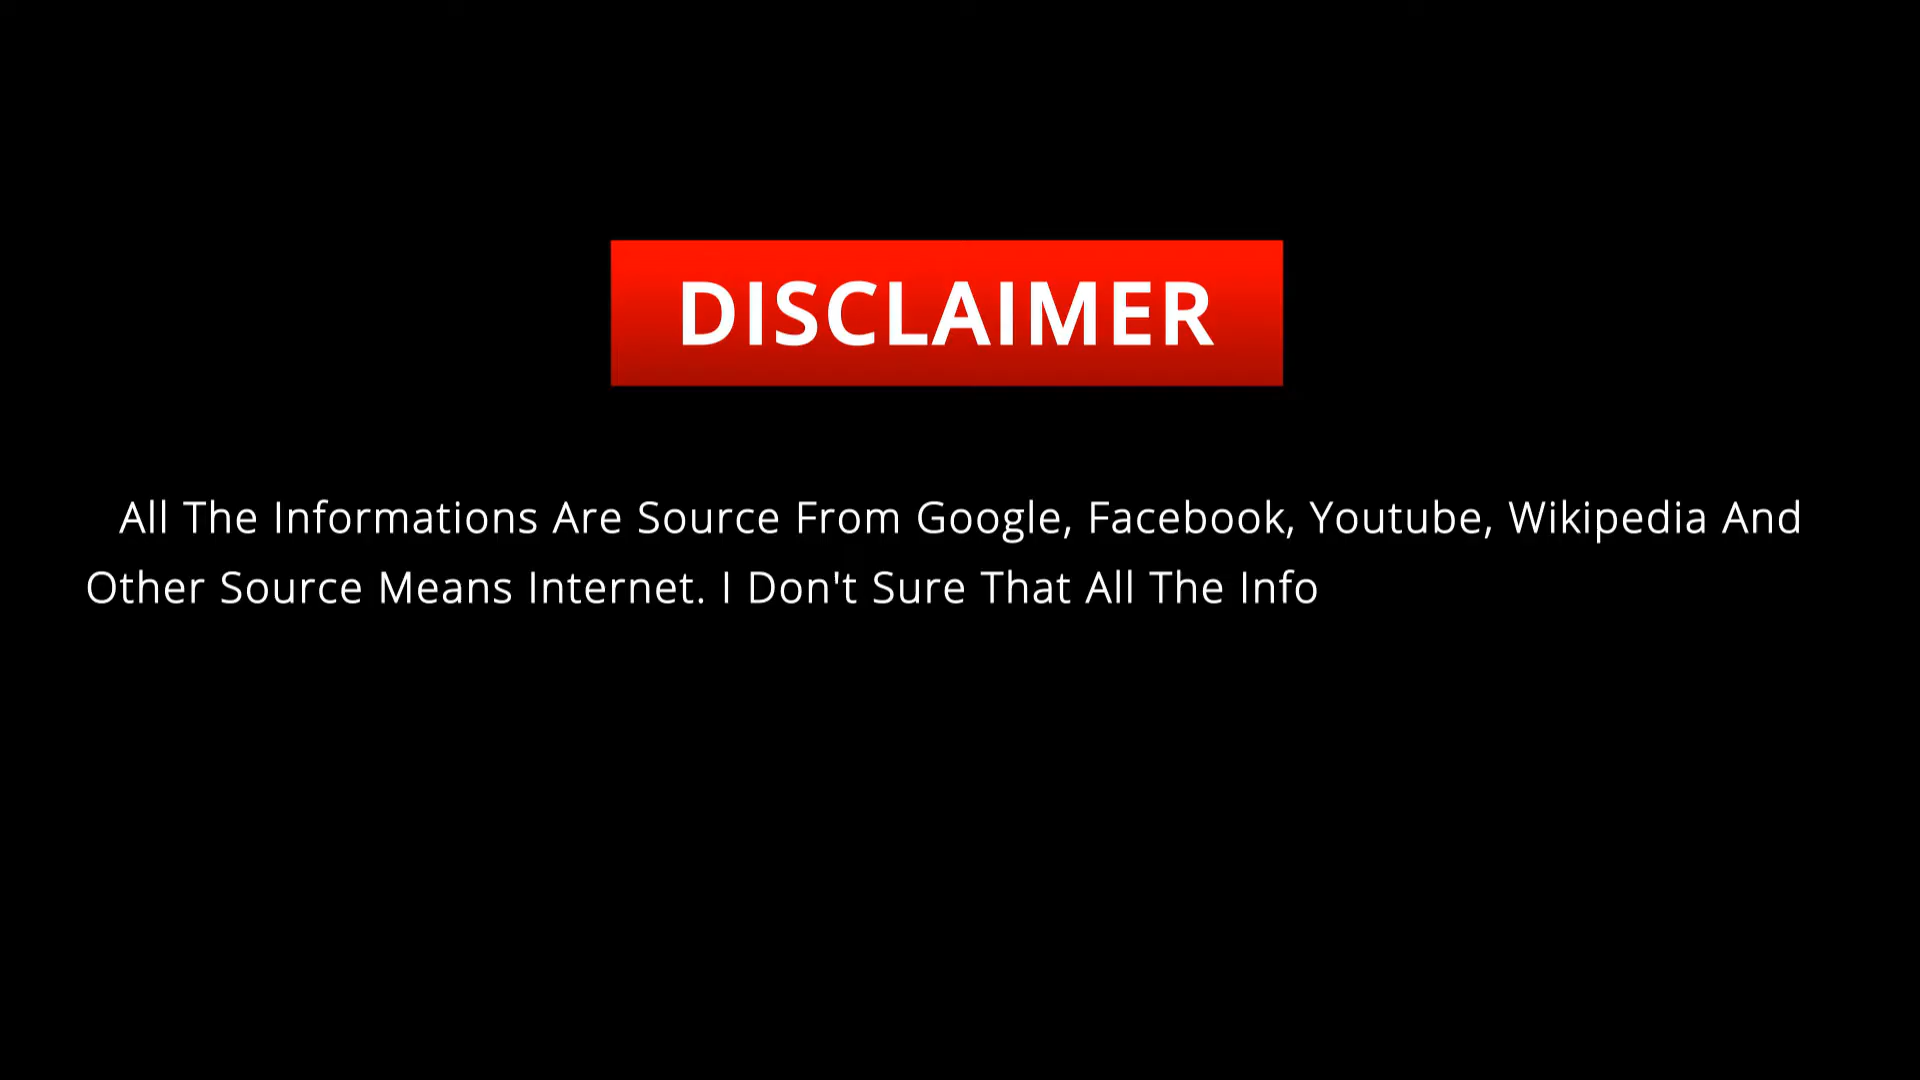 DISCLAIMER
All The Informations Are Source From Google, Facebook, Youtube, Wikipedia And
Other Source Means Internet. I Don't Sure That All The Info